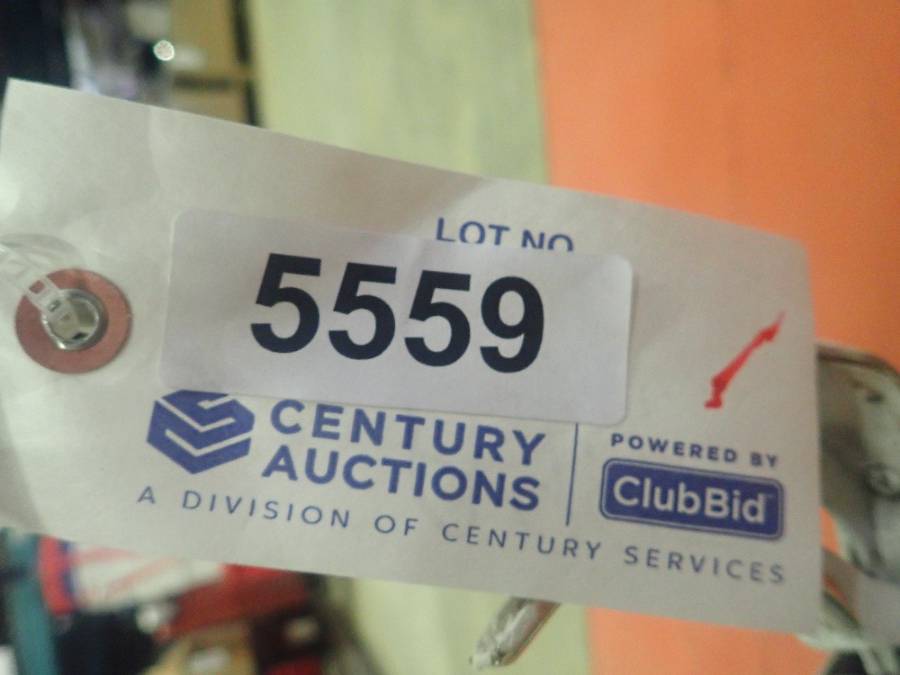 LOT NO
5559
CENTURY
AUCTIONS
A DIVISION OF CENTURY SERVICES
POWERED BY
ClubBid